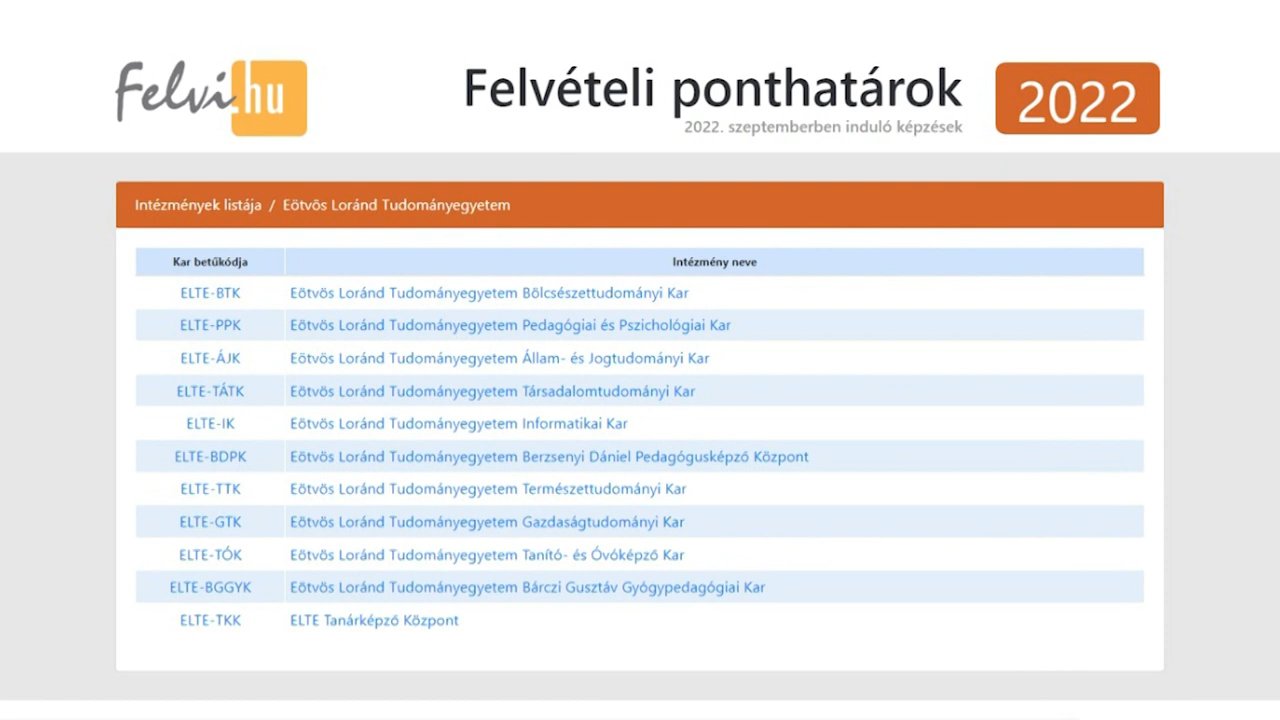 Felvi.hu
Felvételi ponthatárok
2022
2022. szeptemberben induló képzések
Intézmények listája / Eötvös Loránd Tudományegyetem
Kar betűkódja Intézmény neve
ELTE-BTK Eötvös Loránd Tudományegyetem Bölcsészettudományi Kar
ELTE-PPK Eötvös Loránd Tudományegyetem Pedagógiai és Pszichológiai Kar
ELTE-ÁJK Eötvös Loránd Tudományegyetem Állam- és Jogtudományi Kar
ELTE-TÁTK Eötvös Loránd Tudományegyetem Társadalomtudományi Kar
ELTE-IK Eötvös Loránd Tudományegyetem Informatikai Kar
ELTE-BDPK Eötvös Loránd Tudományegyetem Berzsenyi Dániel Pedagógusképző Központ
ELTE-TTK Eötvös Loránd Tudományegyetem Természettudományi Kar
ELTE-GTK Eötvös Loránd Tudományegyetem Gazdaságtudományi Kar
ELTE-TÓK Eötvös Loránd Tudományegyetem Tanító- és Óvóképző Kar
ELTE-BGGYK Eötvös Loránd Tudományegyetem Bárczi Gusztáv Gyógypedagógiai Kar
ELTE-TKK ELTE Tanárképző Központ